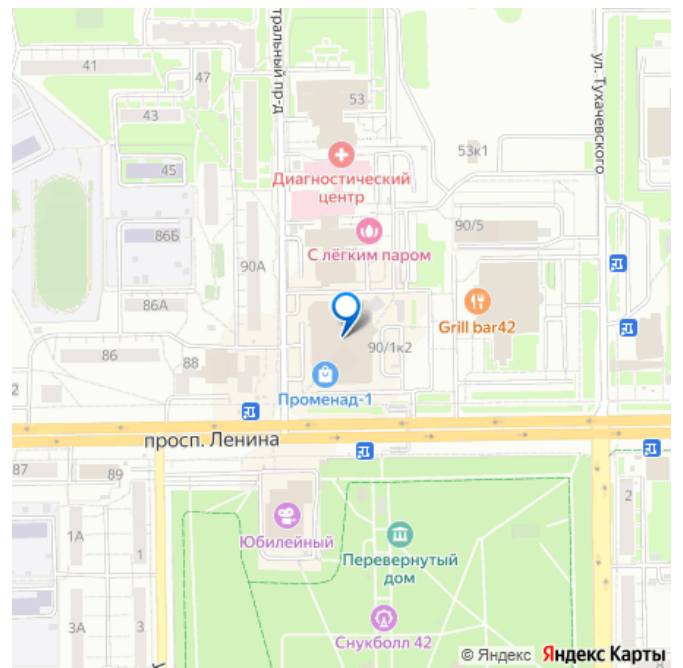 41
47
43
45
тральный пр-д
53
ул. Тухачевского
53к1
Диагностический
центр
90/5
86Б
90А
С лёгким паром
86А
Grill bar42
86
88
90/1к2
2
Променад-1
просп. Ленина
87
89
2
1А
1
Юбилейный
Перевернутый
дом
3А
3
Снукболл 42
© Яндекс Яндекс Карты